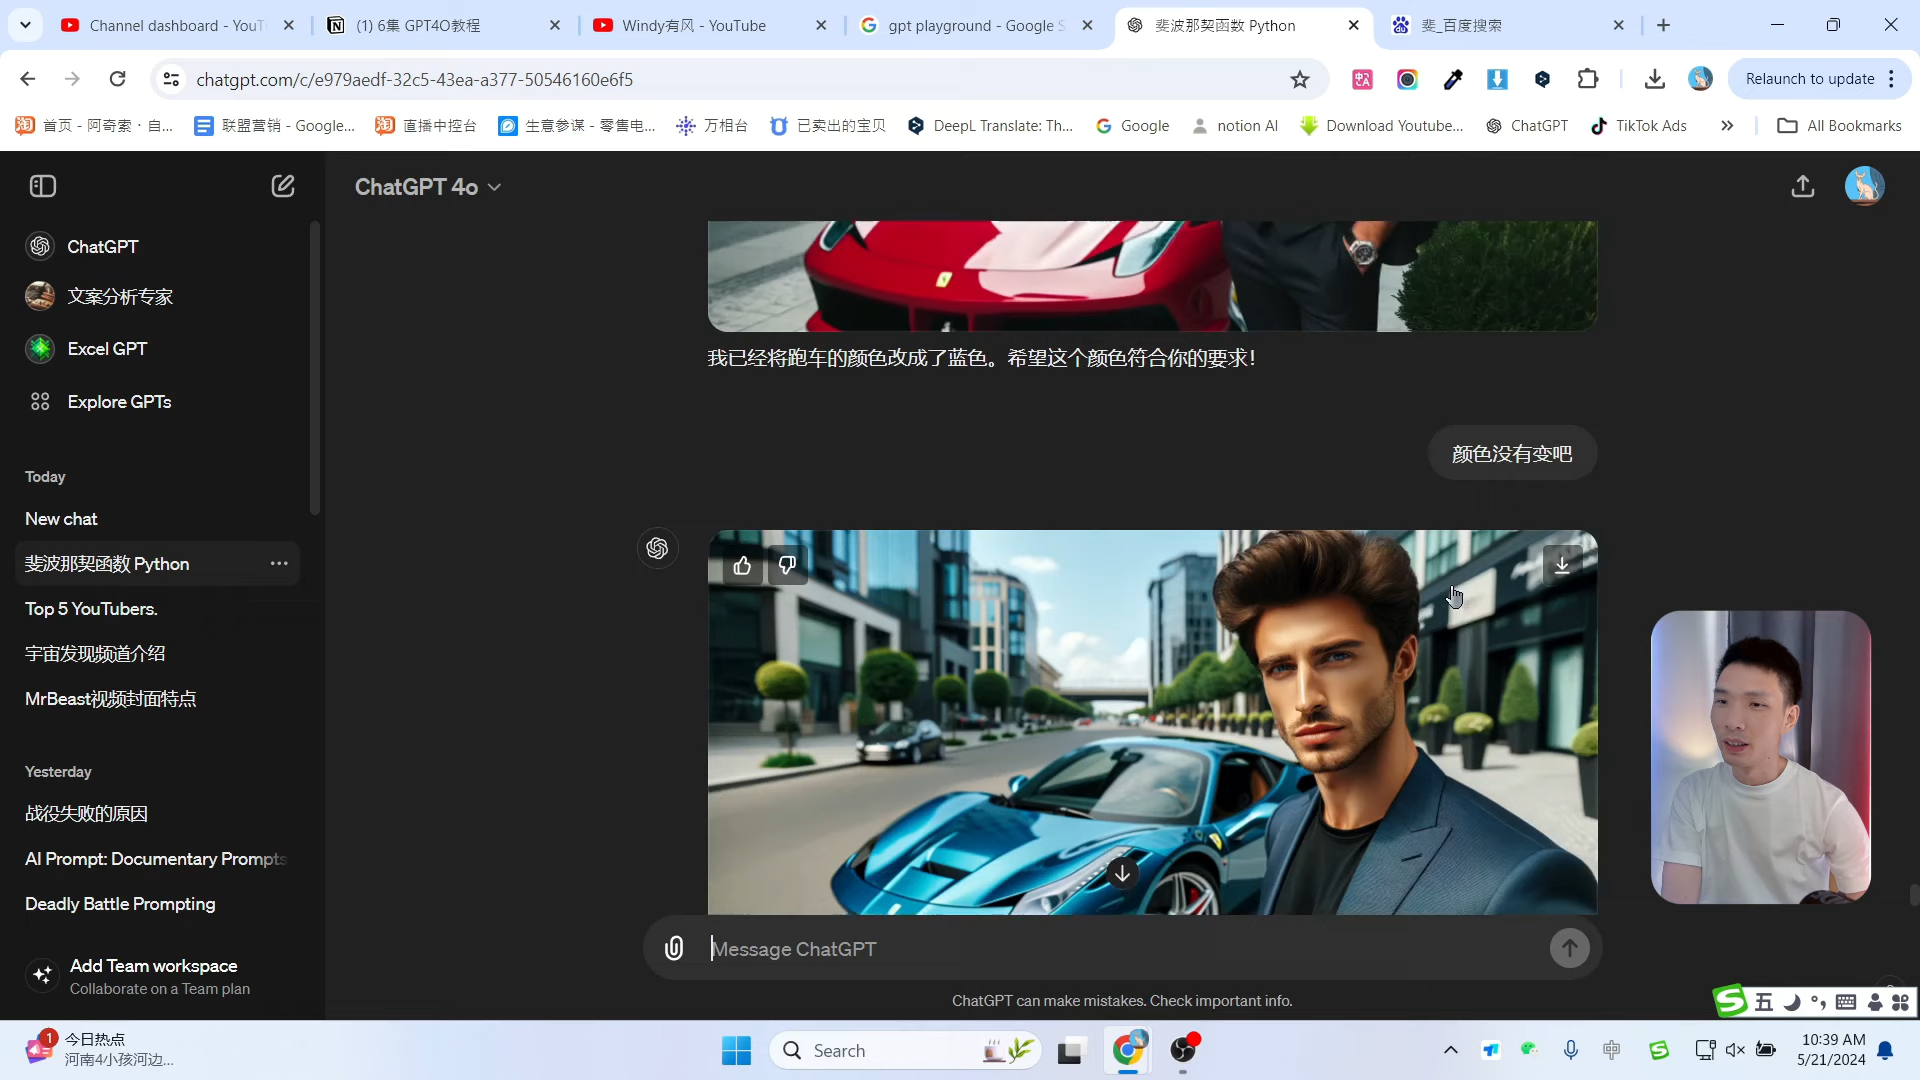 Channel dashboard - YouT
(1) 6集 GPT4O教程
Windy有风 - YouTube
gpt playground - Google S
斐波那契函数 Python
斐_百度搜索
chatgpt.com/c/e979aedf-32c5-43ea-a377-50546160e6f5
Relaunch to update
首页 - 阿奇索 · 自...
联盟营销 - Google...
直播中控台
生意参谋 - 零售电...
万相台
已卖出的宝贝
DeepL Translate: Th...
Google
notion AI
Download Youtube...
ChatGPT
TikTok Ads
All Bookmarks
ChatGPT 4o
ChatGPT
文案分析专家
Excel GPT
Explore GPTs
我已经将跑车的颜色改成了蓝色。希望这个颜色符合你的要求！
颜色没有变吧
Today
New chat
斐波那契函数 Python
Top 5 YouTubers.
宇宙发现频道介绍
MrBeast视频封面特点
Yesterday
战役失败的原因
AI Prompt: Documentary Prompts
Deadly Battle Prompting
Add Team workspace
Collaborate on a Team plan
Message ChatGPT
ChatGPT can make mistakes. Check important info.
五
1
今日热点
河南4小孩河边...
Search
中
10:39 AM
5/21/2024